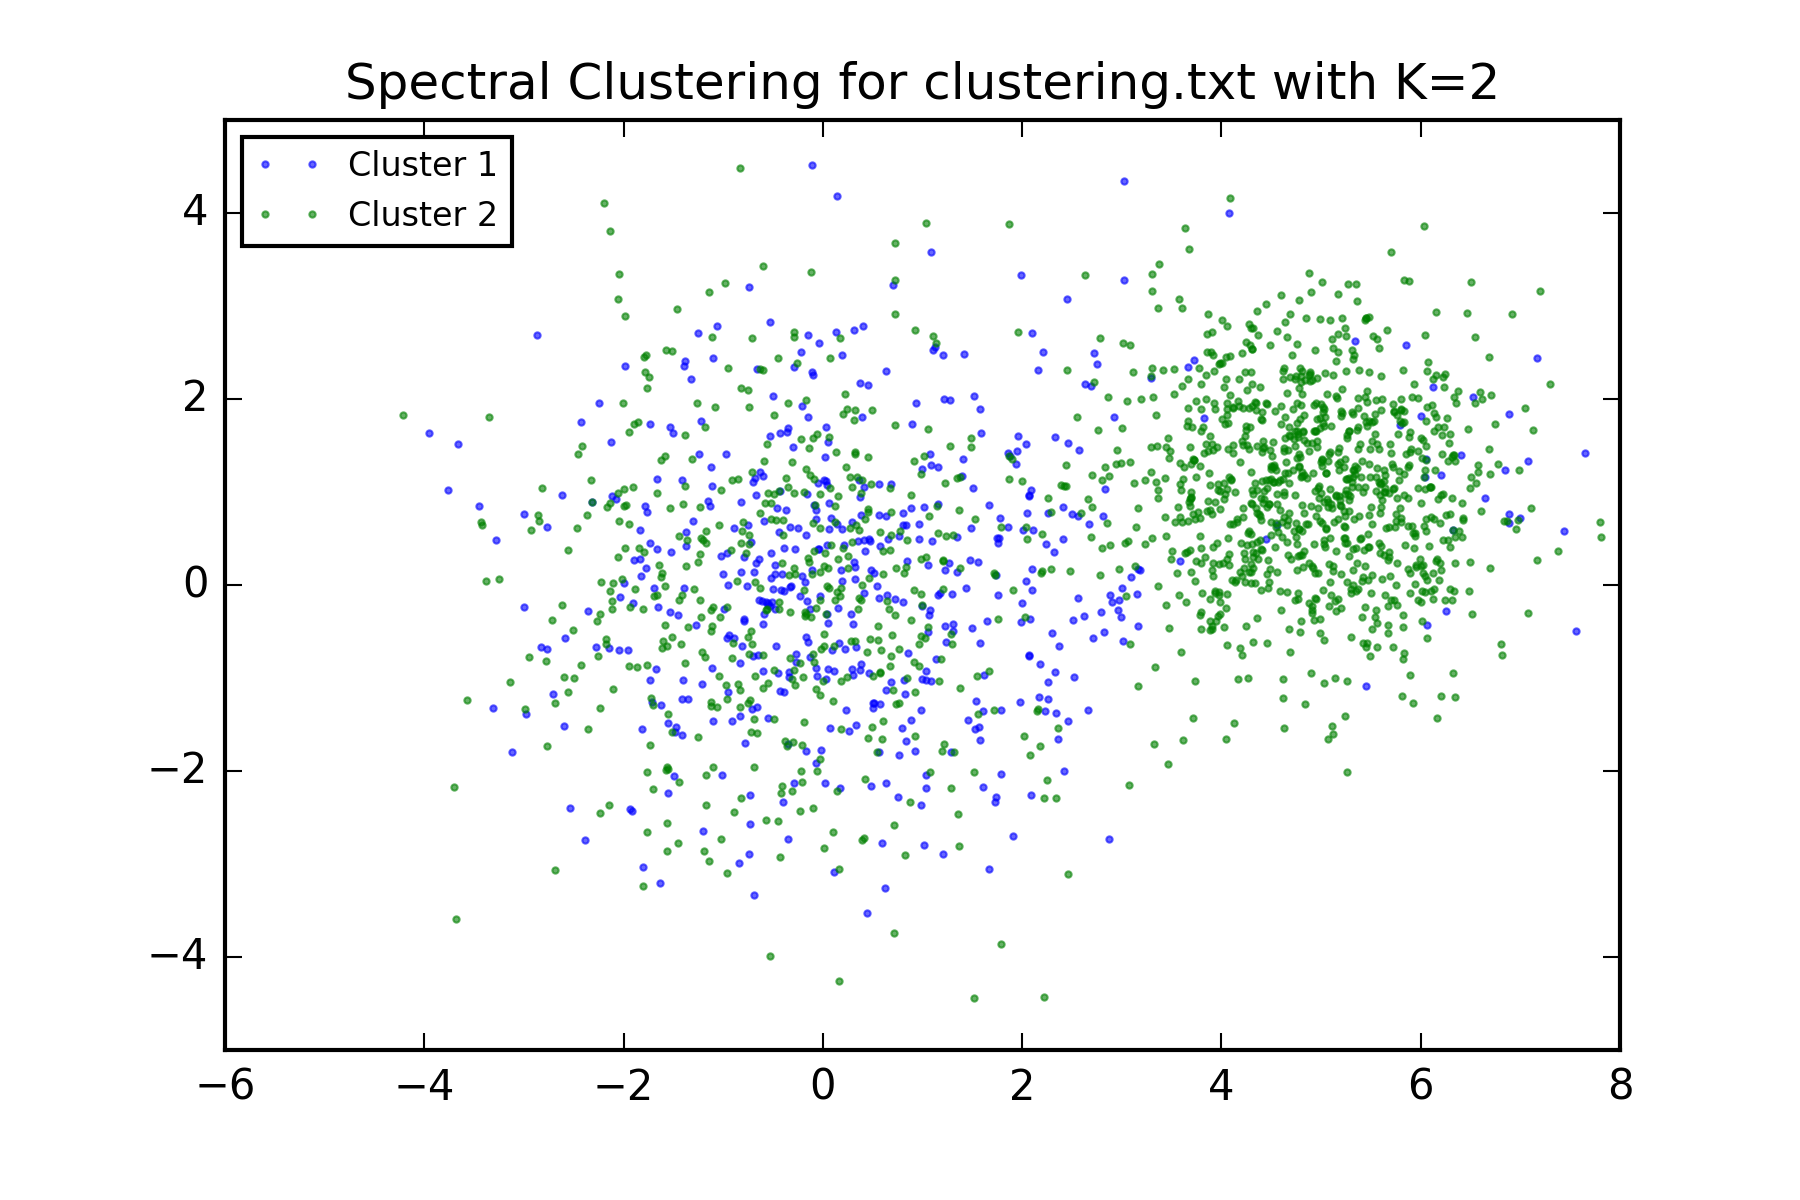 Spectral Clustering for clustering.txt with K=2
Cluster 1
Cluster 2
4
2
0
−2
−4
−6 −4 −2 0 2 4 6 8